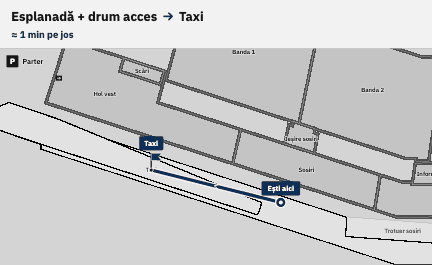 Esplanadă + drum acces → Taxi
≈ 1 min pe jos
Banda 1
P Parter
Scări
Banda 2
Hol vest
Ieșire sosiri
Taxi
Sosiri
Ești aici
Trotuar sosiri